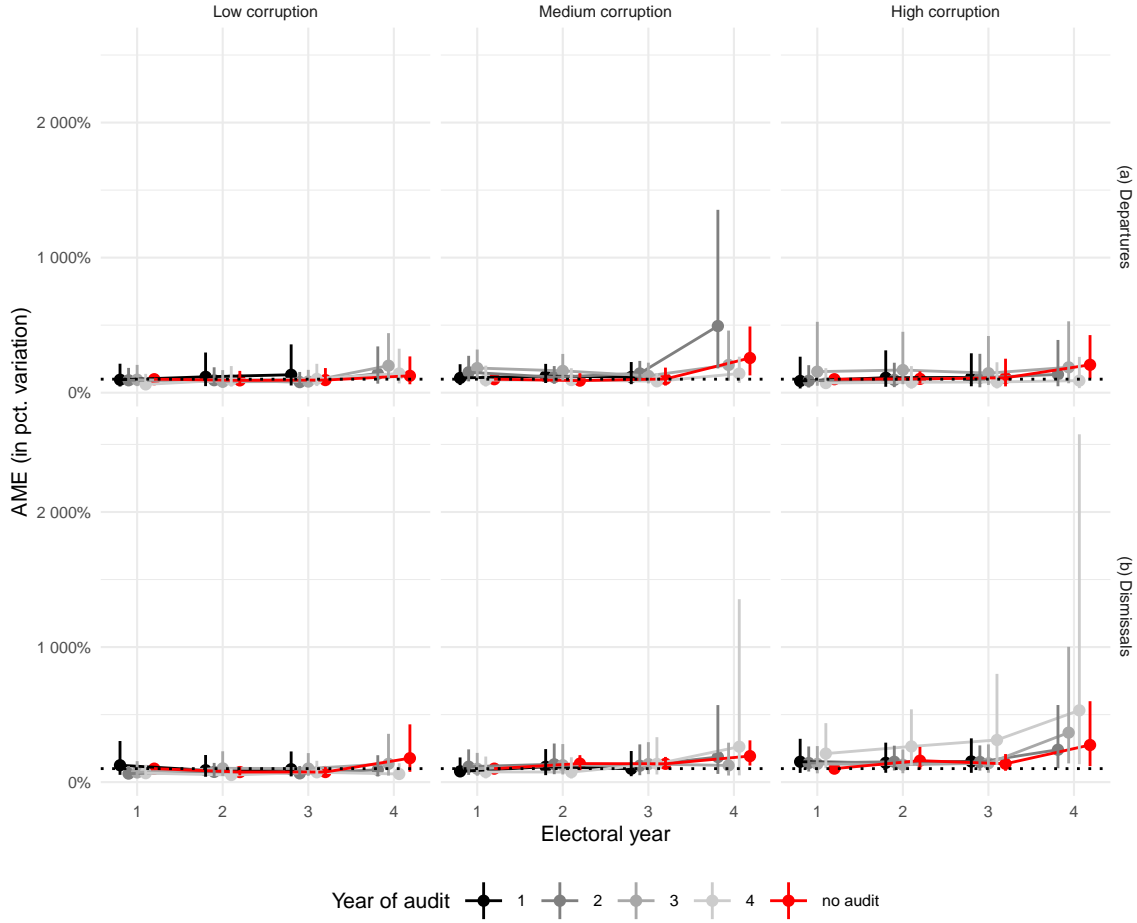 Low corruption
Medium corruption
High corruption
2 000%
1 000%
0%
(a) Departures
AME (in pct. variation)
2 000%
1 000%
0%
(b) Dismissals
1 2 3 4
1 2 3 4
1 2 3 4
Electoral year
Year of audit 1 2 3 4 no audit